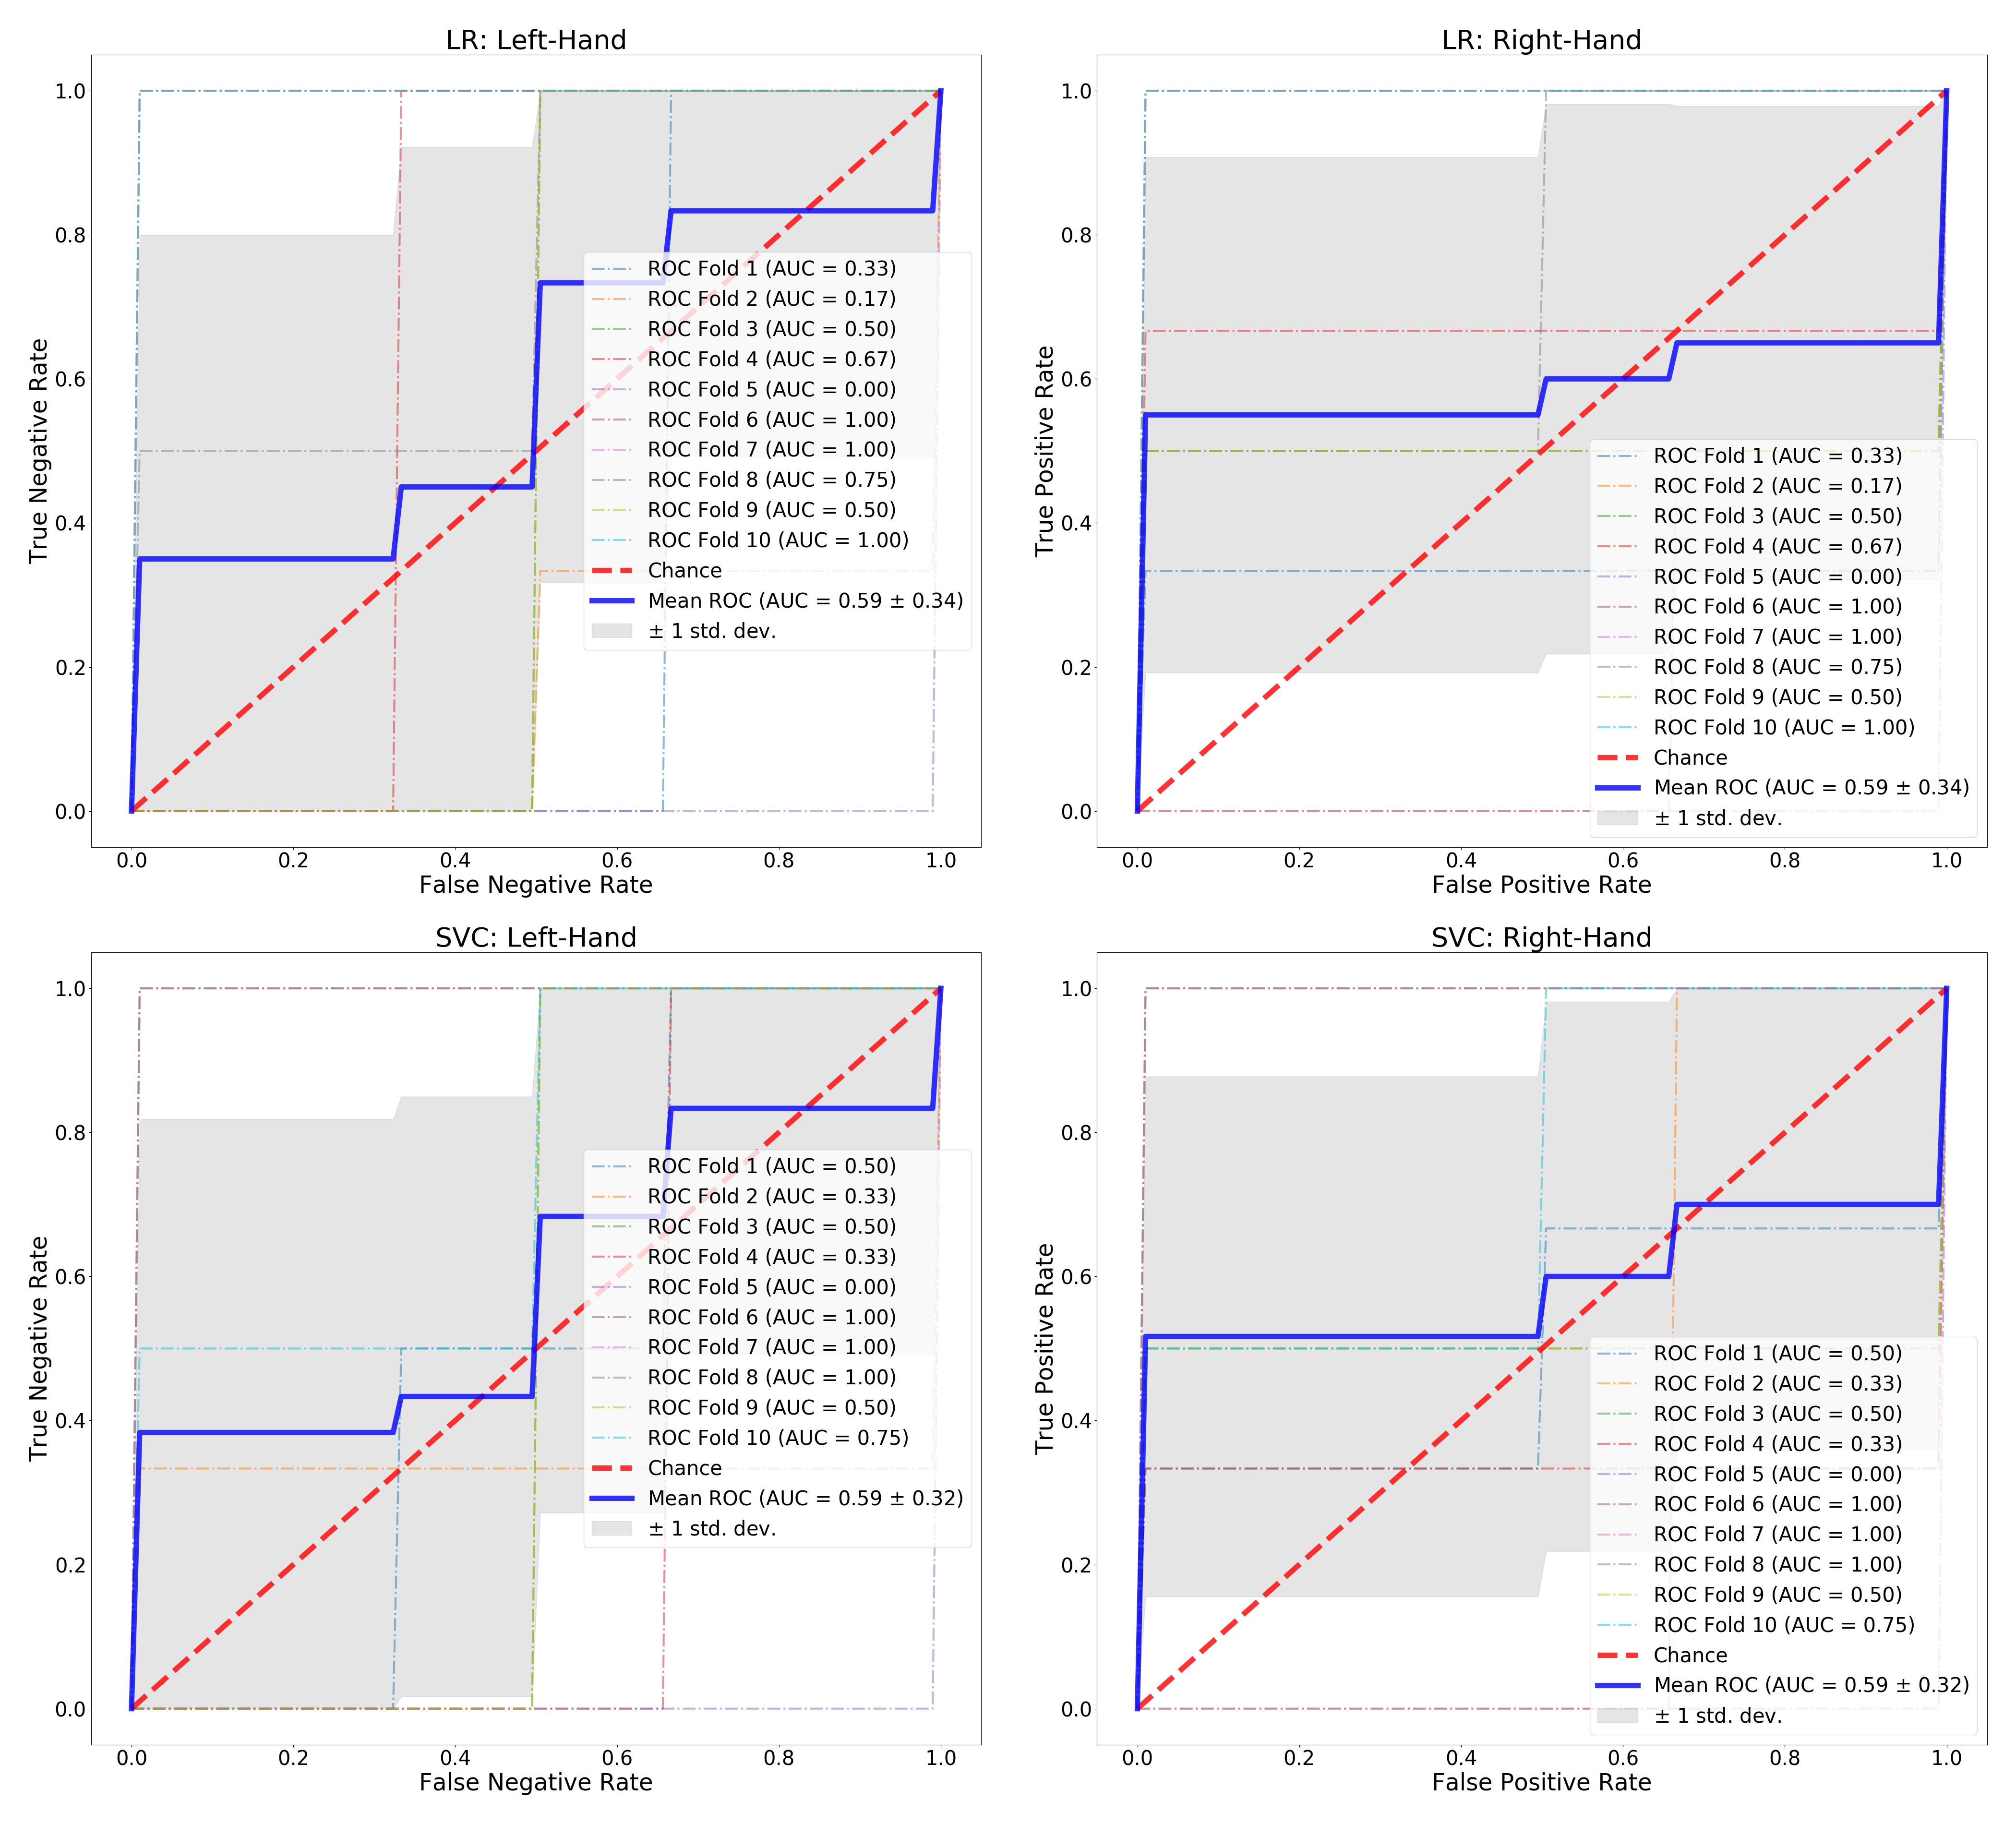 LR: Left-Hand
True Negative Rate
1.0
0.8
0.6
0.4
0.2
0.0
ROC Fold 1 (AUC = 0.33)
ROC Fold 2 (AUC = 0.17)
ROC Fold 3 (AUC = 0.50)
ROC Fold 4 (AUC = 0.67)
ROC Fold 5 (AUC = 0.00)
ROC Fold 6 (AUC = 1.00)
ROC Fold 7 (AUC = 1.00)
ROC Fold 8 (AUC = 0.75)
ROC Fold 9 (AUC = 0.50)
ROC Fold 10 (AUC = 1.00)
Chance
Mean ROC (AUC = 0.59 ± 0.34)
± 1 std. dev.
0.0 0.2 0.4 0.6 0.8 1.0
False Negative Rate
LR: Right-Hand
True Positive Rate
1.0
0.8
0.6
0.4
0.2
0.0
ROC Fold 1 (AUC = 0.33)
ROC Fold 2 (AUC = 0.17)
ROC Fold 3 (AUC = 0.50)
ROC Fold 4 (AUC = 0.67)
ROC Fold 5 (AUC = 0.00)
ROC Fold 6 (AUC = 1.00)
ROC Fold 7 (AUC = 1.00)
ROC Fold 8 (AUC = 0.75)
ROC Fold 9 (AUC = 0.50)
ROC Fold 10 (AUC = 1.00)
Chance
Mean ROC (AUC = 0.59 ± 0.34)
± 1 std. dev.
0.0 0.2 0.4 0.6 0.8 1.0
False Positive Rate
SVC: Left-Hand
True Negative Rate
1.0
0.8
0.6
0.4
0.2
0.0
ROC Fold 1 (AUC = 0.50)
ROC Fold 2 (AUC = 0.33)
ROC Fold 3 (AUC = 0.50)
ROC Fold 4 (AUC = 0.33)
ROC Fold 5 (AUC = 0.00)
ROC Fold 6 (AUC = 1.00)
ROC Fold 7 (AUC = 1.00)
ROC Fold 8 (AUC = 1.00)
ROC Fold 9 (AUC = 0.50)
ROC Fold 10 (AUC = 0.75)
Chance
Mean ROC (AUC = 0.59 ± 0.32)
± 1 std. dev.
0.0 0.2 0.4 0.6 0.8 1.0
False Negative Rate
SVC: Right-Hand
True Positive Rate
1.0
0.8
0.6
0.4
0.2
0.0
ROC Fold 1 (AUC = 0.50)
ROC Fold 2 (AUC = 0.33)
ROC Fold 3 (AUC = 0.50)
ROC Fold 4 (AUC = 0.33)
ROC Fold 5 (AUC = 0.00)
ROC Fold 6 (AUC = 1.00)
ROC Fold 7 (AUC = 1.00)
ROC Fold 8 (AUC = 1.00)
ROC Fold 9 (AUC = 0.50)
ROC Fold 10 (AUC = 0.75)
Chance
Mean ROC (AUC = 0.59 ± 0.32)
± 1 std. dev.
0.0 0.2 0.4 0.6 0.8 1.0
False Positive Rate